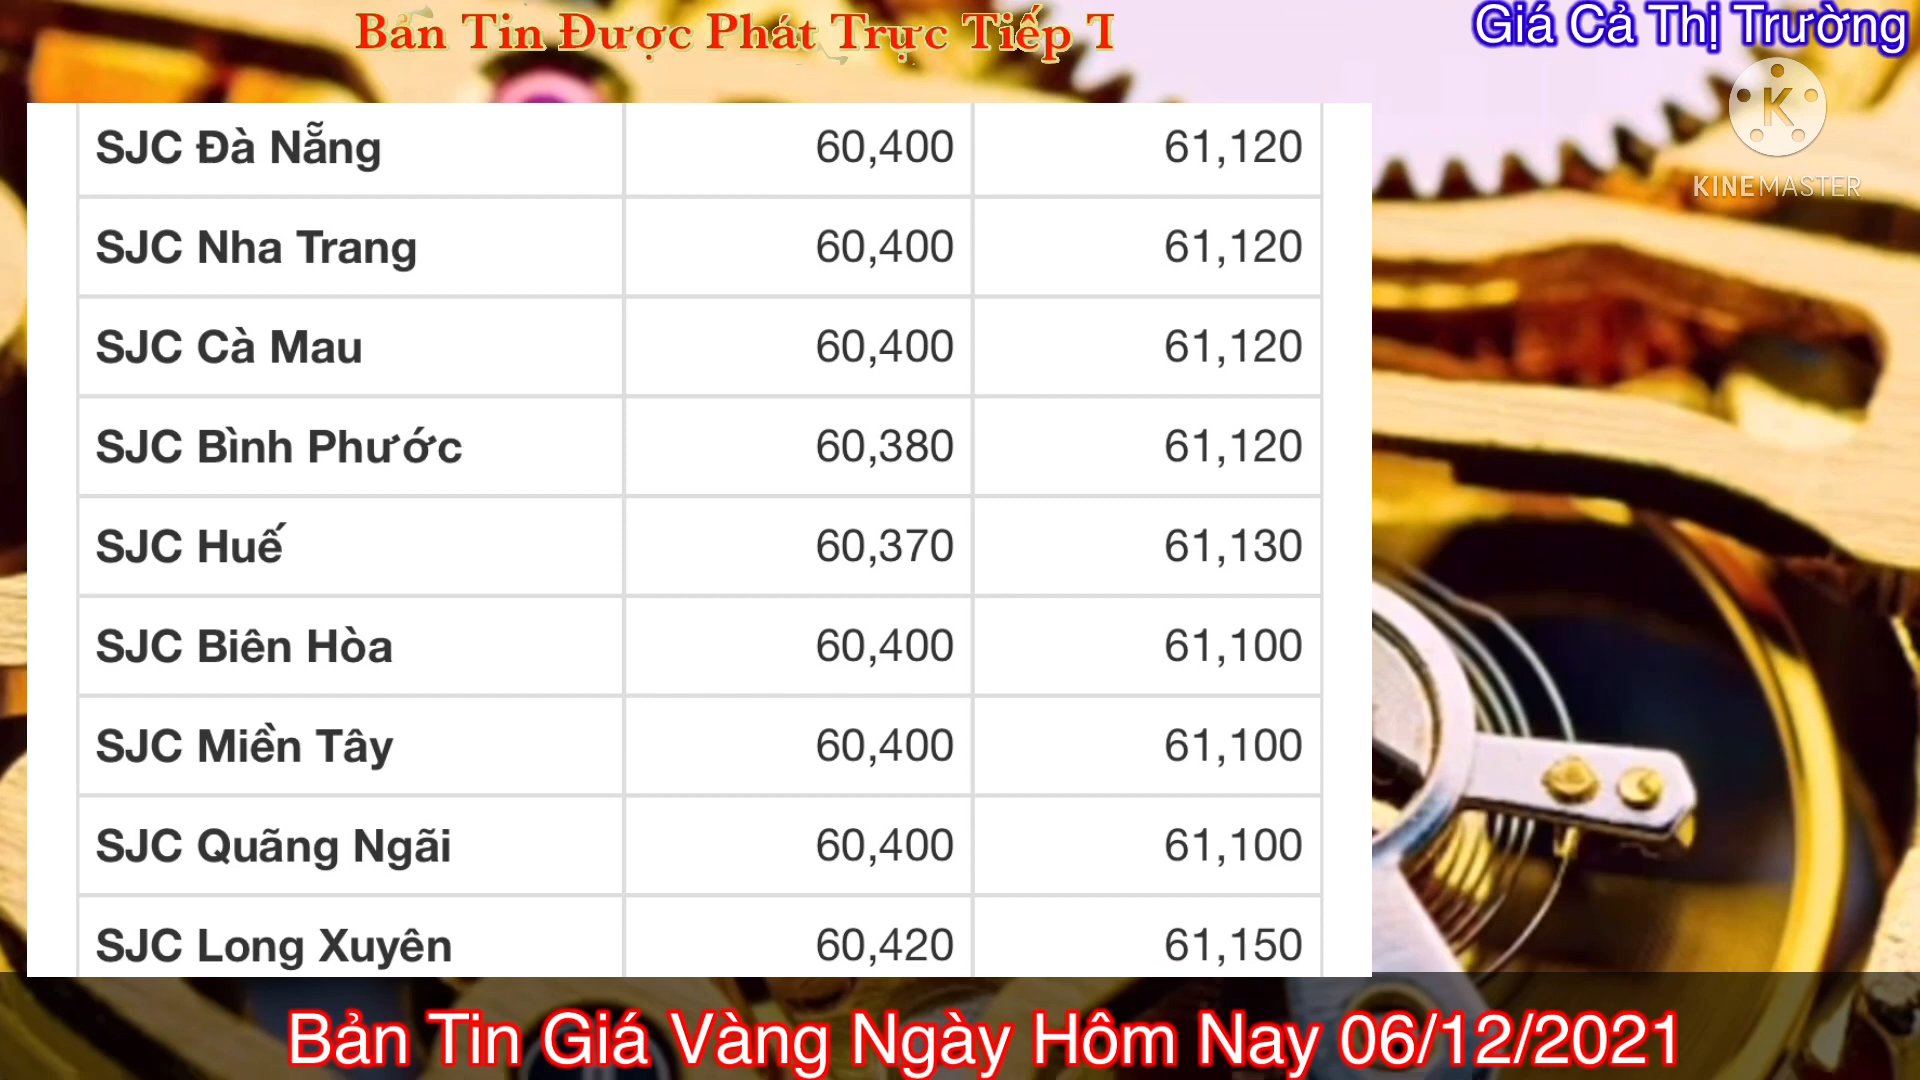 Bản Tin Được Phát Trực Tiếp T
Giá Cả Thị Trường
KINEMASTER
SJC Đà Nẵng 60,400 61,120
SJC Nha Trang 60,400 61,120
SJC Cà Mau 60,400 61,120
SJC Bình Phước 60,380 61,120
SJC Huế 60,370 61,130
SJC Biên Hòa 60,400 61,100
SJC Miền Tây 60,400 61,100
SJC Quãng Ngãi 60,400 61,100
SJC Long Xuyên 60,420 61,150
Bản Tin Giá Vàng Ngày Hôm Nay 06/12/2021